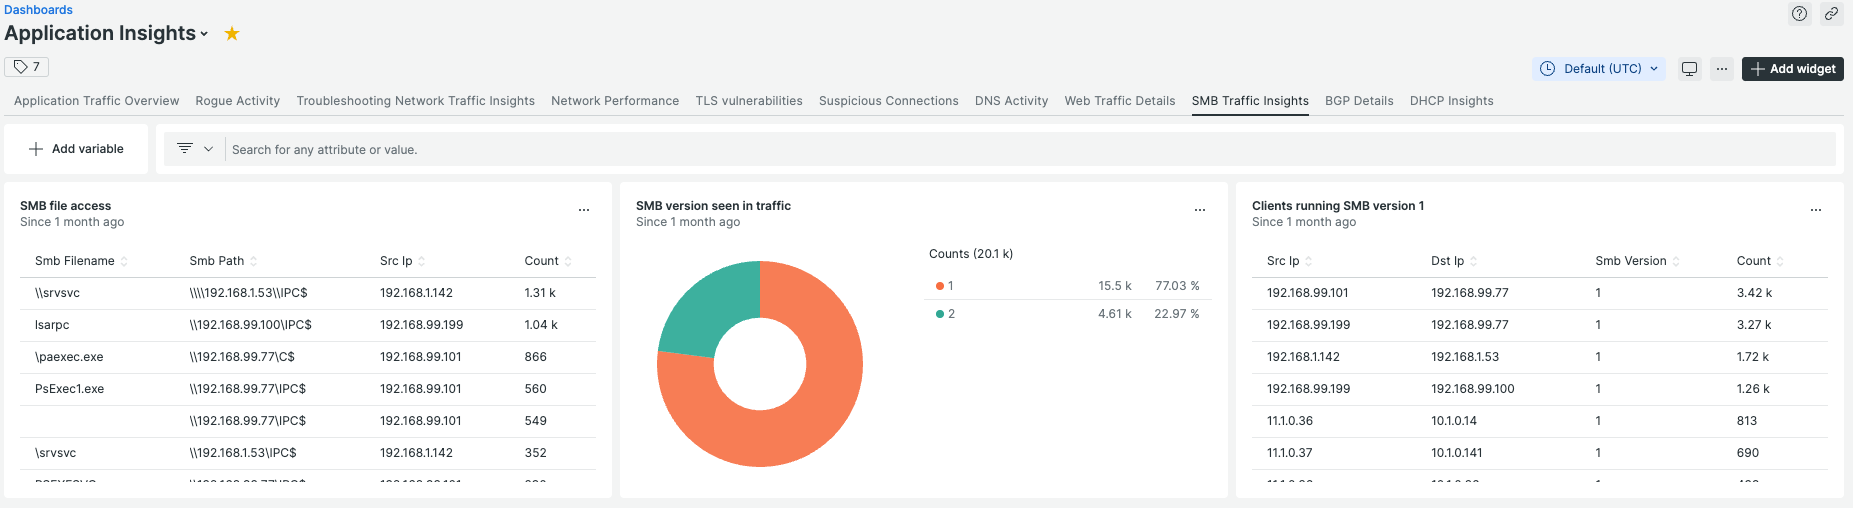 Dashboards
Application Insights
7
Default (UTC)
... Add widget
Application Traffic Overview Rogue Activity Troubleshooting Network Traffic Insights Network Performance TLS vulnerabilities Suspicious Connections DNS Activity Web Traffic Details SMB Traffic Insights BGP Details DHCP Insights
Add variable
Search for any attribute or value.
SMB file access
Since 1 month ago
Smb Filename Smb Path Src Ip Count
\\srvsvc \\\\192.168.1.53\\IPC$ 192.168.1.142 1.31 k
lsarpc \\192.168.99.100\IPC$ 192.168.99.199 1.04 k
\paexec.exe \\192.168.99.77\C$ 192.168.99.101 866
PsExec1.exe \\192.168.99.77\IPC$ 192.168.99.101 560
\\192.168.99.77\IPC$ 192.168.99.101 549
\srvsvc \\192.168.1.53\IPC$ 192.168.1.142 352
SMB version seen in traffic
Since 1 month ago
Counts (20.1 k)
1 15.5 k 77.03 %
2 4.61 k 22.97 %
Clients running SMB version 1
Since 1 month ago
Src Ip Dst Ip Smb Version Count
192.168.99.101 192.168.99.77 1 3.42 k
192.168.99.199 192.168.99.77 1 3.27 k
192.168.1.142 192.168.1.53 1 1.72 k
192.168.99.199 192.168.99.100 1 1.26 k
11.1.0.36 10.1.0.14 1 813
11.1.0.37 10.1.0.141 1 690